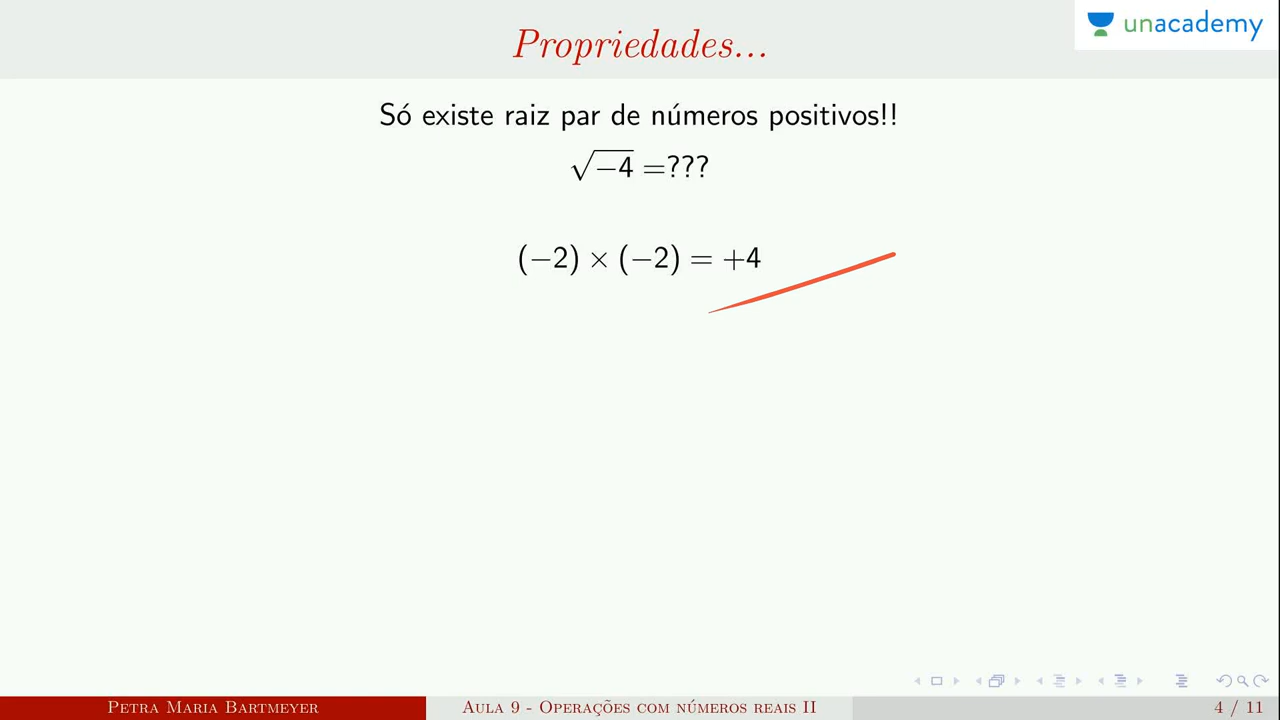 unacademy
Propriedades...
Só existe raiz par de números positivos!!
√−4 =???
(−2) × (−2) = +4
Petra Maria Bartmeyer
Aula 9 - Operações com números reais II
4 / 11